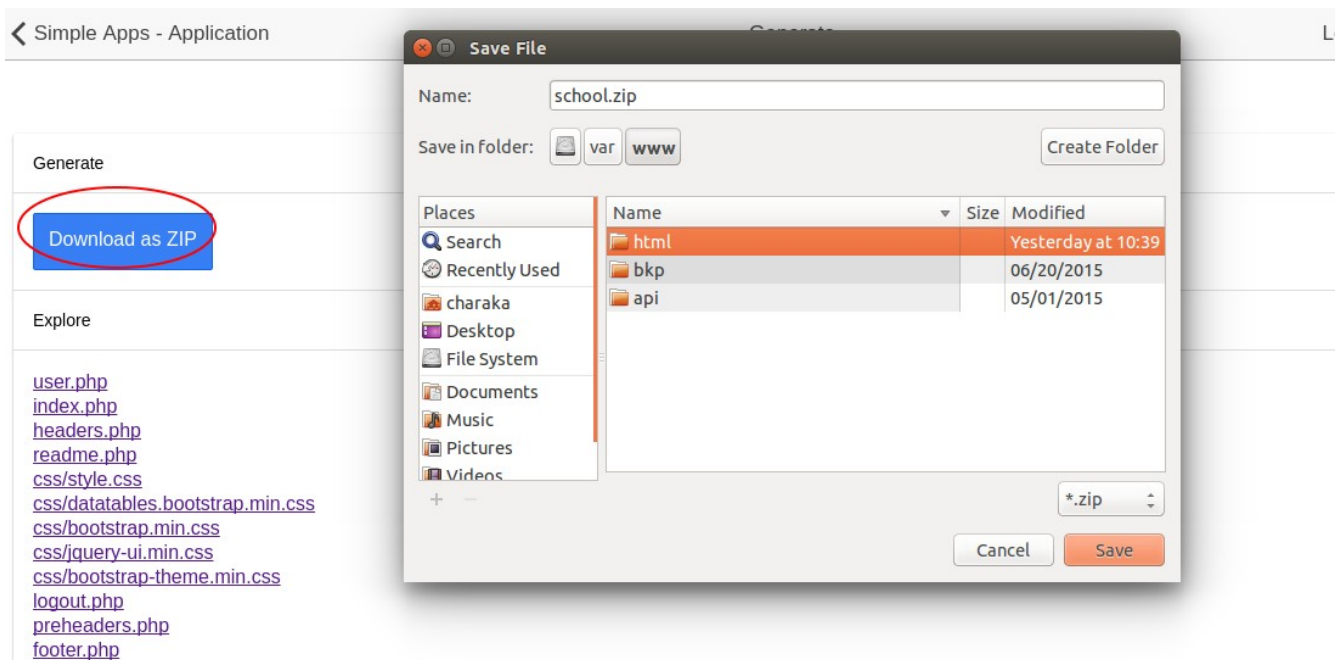 Simple Apps - Application
Generate
Download as ZIP
Explore
user.php
index.php
headers.php
readme.php
css/style.css
css/datatables.bootstrap.min.css
css/bootstrap.min.css
css/jquery-ui.min.css
css/bootstrap-theme.min.css
logout.php
preheaders.php
footer.php
Save File
Name: school.zip
Save in folder: var www Create Folder
Places
Search
Recently Used
charaka
Desktop
File System
Documents
Music
Pictures
Videos
Name Size Modified
html Yesterday at 10:39
bkp 06/20/2015
api 05/01/2015
*.zip
Cancel Save